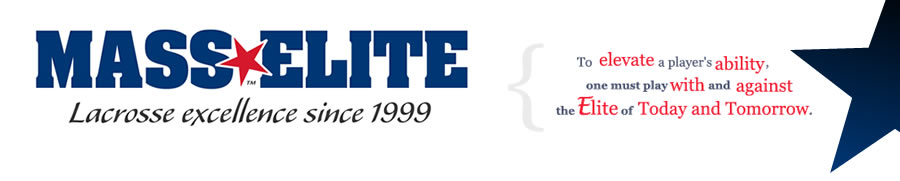 MASS ELITE
TM
Lacrosse excellence since 1999
To elevate a player's ability,
one must play with and against
the Elite of Today and Tomorrow.